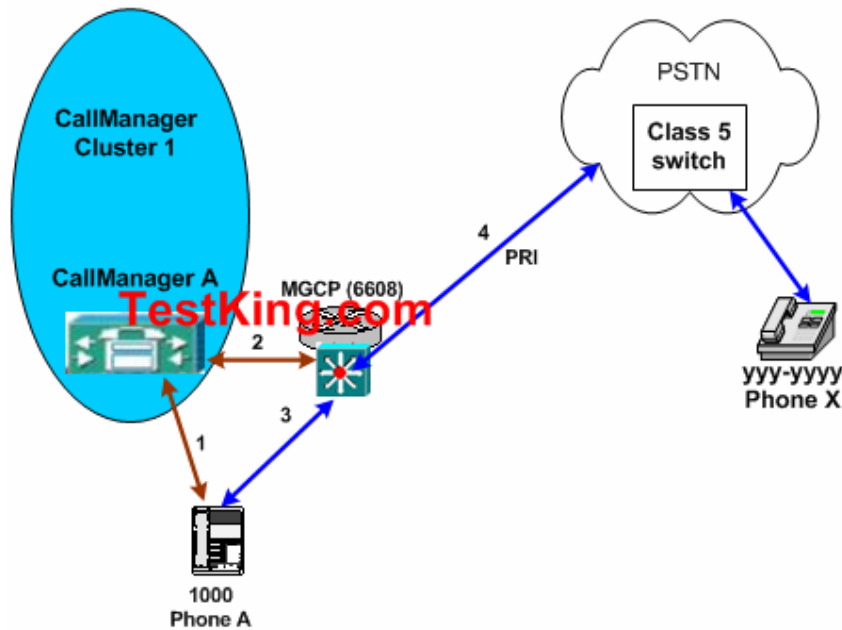 CallManager
Cluster 1
PSTN
Class 5
switch
4
PRI
CallManager A
MGCP (6608)
TestKing.com
2
3
1
yyy-yyyy
Phone X
1000
Phone A